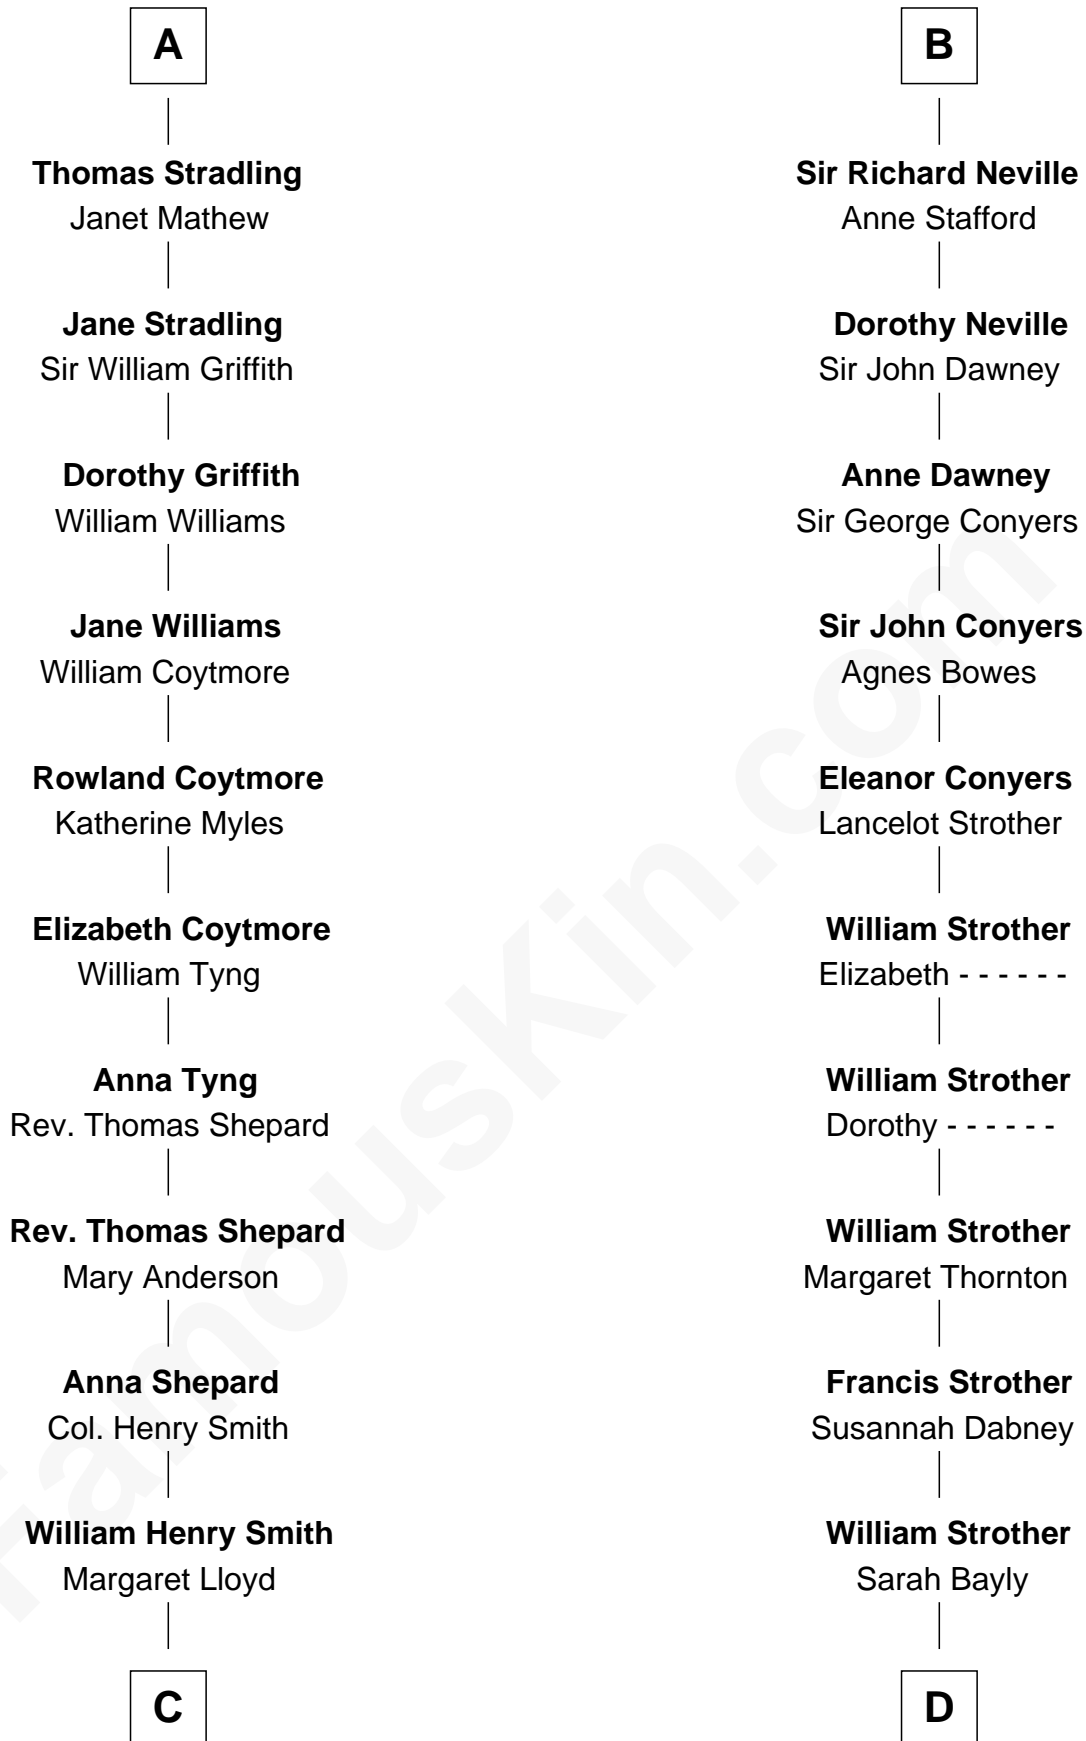 A
Thomas Stradling
Janet Mathew
Jane Stradling
Sir William Griffith
Dorothy Griffith
William Williams
Jane Williams
William Coytmore
Rowland Coytmore
Katherine Myles
Elizabeth Coytmore
William Tyng
Anna Tyng
Rev. Thomas Shepard
Rev. Thomas Shepard
Mary Anderson
Anna Shepard
Col. Henry Smith
William Henry Smith
Margaret Lloyd
C
B
Sir Richard Neville
Anne Stafford
Dorothy Neville
Sir John Dawney
Anne Dawney
Sir George Conyers
Sir John Conyers
Agnes Bowes
Eleanor Conyers
Lancelot Strother
William Strother
Elizabeth - - - - - -
William Strother
Dorothy - - - - - -
William Strother
Margaret Thornton
Francis Strother
Susannah Dabney
William Strother
Sarah Bayly
D
FamousKin.com